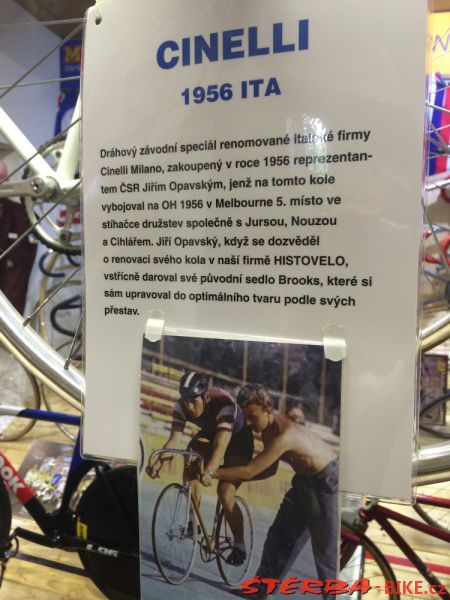 CINELLI
1956 ITA
Dráhový závodní speciál renomované italské firmy
Cinelli Milano, zakoupený v roce 1956 reprezentan-
tem ČSR Jiřím Opavským, jenž na tomto kole
vybojoval na OH 1956 v Melbourne 5. místo ve
stíhačce družstev společně s Jursou, Nouzou
a Cihlářem. Jiří Opavský, když se dozvěděl
o renovaci svého kola v naší firmě HISTOVELO,
vstřícně daroval své původní sedlo Brooks, které si
sám upravoval do optimálního tvaru podle svých
přestav.
LOOK
STERBA-BIKE.cz